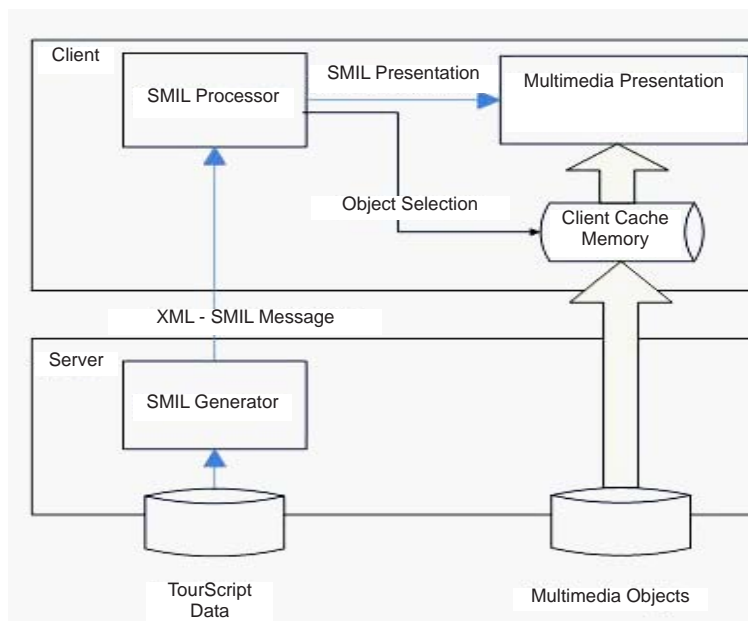 Client
SMIL Presentation
SMIL Processor
Multimedia Presentation
Object Selection
Client Cache
Memory
XML - SMIL Message
Server
SMIL Generator
TourScript
Data
Multimedia Objects